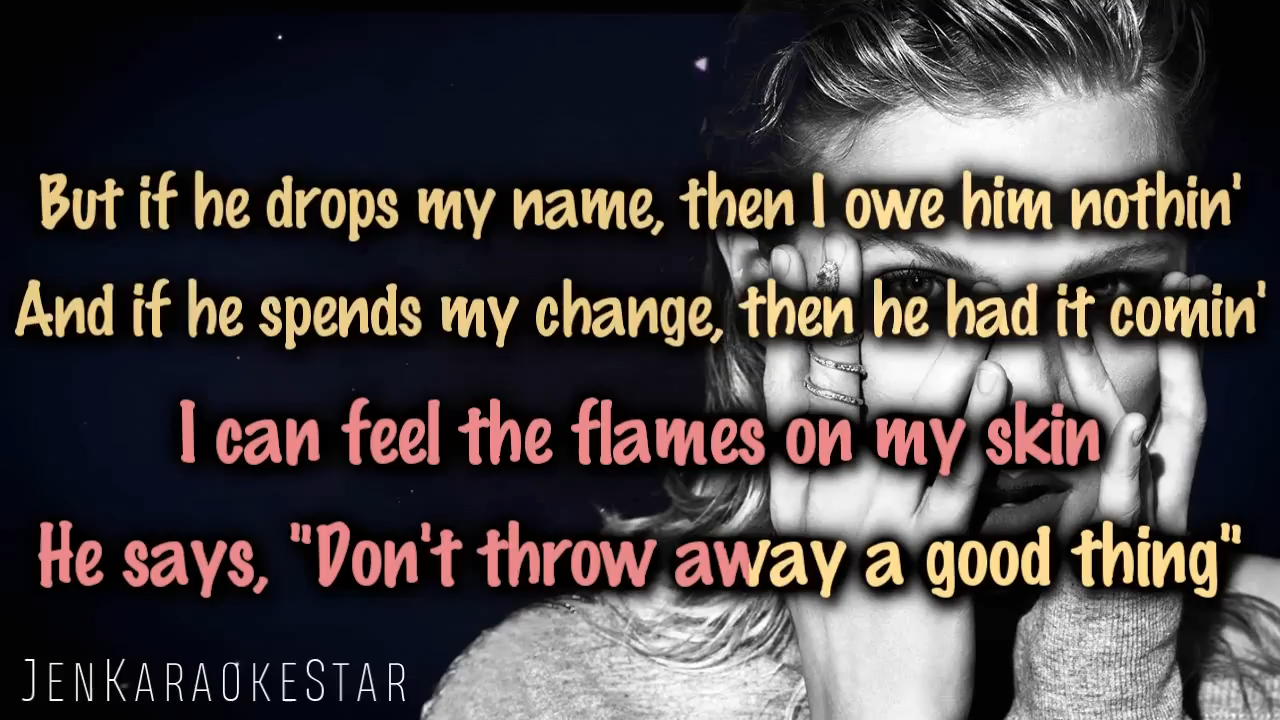 But if he drops my name, then I owe him nothin'
And if he spends my change, then he had it comin'
I can feel the flames on my skin
He says, "Don't throw away a good thing"
JENKARAOKESTAR